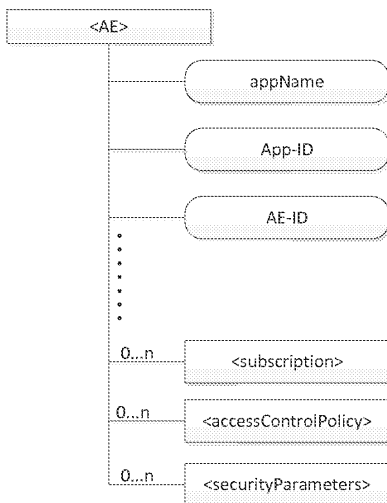 <AE>
appName
App-ID
AE-ID
0...n
<subscription>
0...n
<accessControlPolicy>
0...n
<securityParameters>